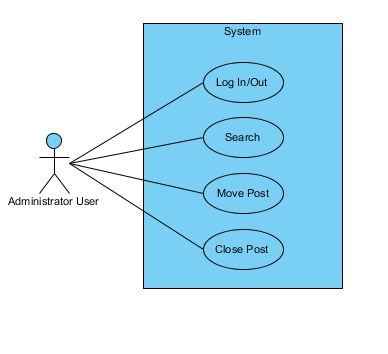 System
Log In/Out
Search
Move Post
Close Post
Administrator User